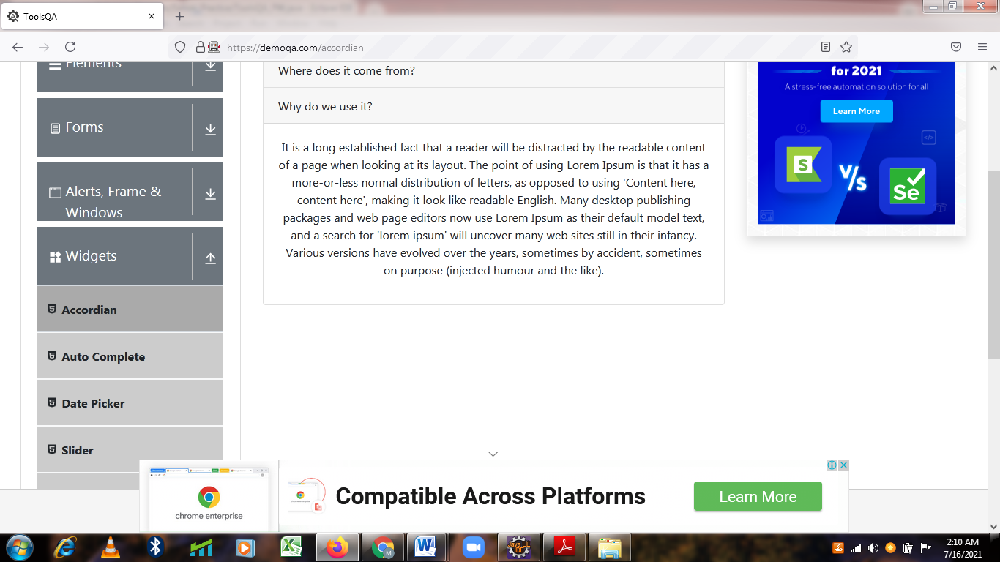 ToolsQA
https://demoqa.com/accordian
Elements
Forms
Alerts, Frame &
Windows
Widgets
Accordian
Auto Complete
Date Picker
Slider
Where does it come from?
Why do we use it?
It is a long established fact that a reader will be distracted by the readable content
of a page when looking at its layout. The point of using Lorem Ipsum is that it has a
more-or-less normal distribution of letters, as opposed to using 'Content here,
content here', making it look like readable English. Many desktop publishing
packages and web page editors now use Lorem Ipsum as their default model text,
and a search for 'lorem ipsum' will uncover many web sites still in their infancy.
Various versions have evolved over the years, sometimes by accident, sometimes
on purpose (injected humour and the like).
for 2021
A stress-free automation solution for all
Learn More
S
V/s
Se
chrome enterprise
Compatible Across Platforms
Learn More
Java EE
IDE
M
2:10 AM
7/16/2021